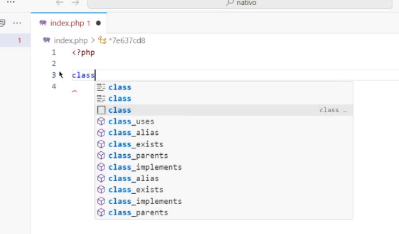 nativo
index.php 1
1
index.php > *7e637cd8
1 <?php
2
3 class
4
class
class
class class ...
class_uses
class_alias
class_exists
class_parents
class_implements
class_alias
class_exists
class_implements
class_parents